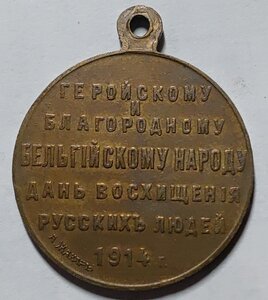 ГЕРОЙСКОМУ
И
БЛАГОРОДНОМУ
БЕЛЬГІЙСКОМУ НАРОДУ
ДАНЬ ВОСХИЩЕНІЯ
РУССКИХЪ ЛЮДЕЙ
1914 г.